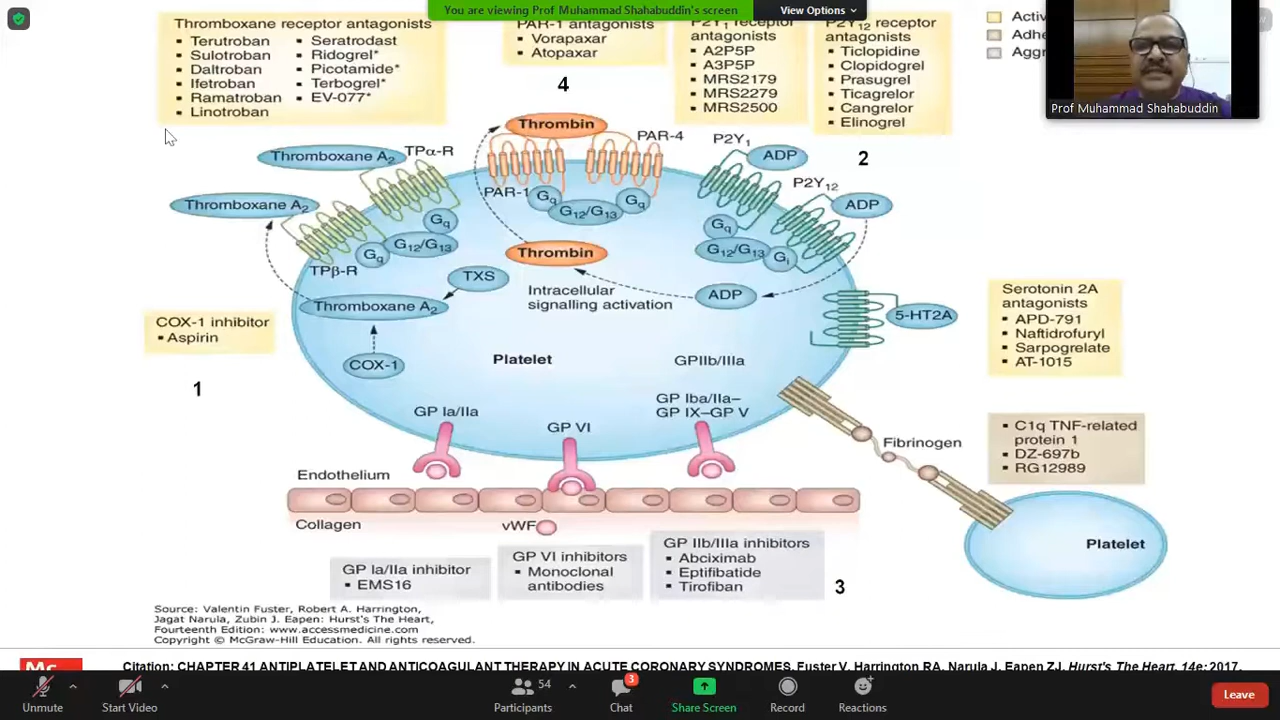 You are viewing Prof Muhammad Shahabuddin's screen
View Options
Thromboxane receptor antagonists
▪ Terutroban
▪ Sulotroban
▪ Daltroban
▪ Ifetroban
▪ Ramatroban
▪ Linotroban
▪ Seratrodast
▪ Ridogrel*
▪ Picotamide*
▪ Terbogrel*
▪ EV-077*
PAR-1 antagonists
▪ Vorapaxar
▪ Atopaxar
4
P2Y1 receptor
antagonists
▪ A2P5P
▪ A3P5P
▪ MRS2179
▪ MRS2279
▪ MRS2500
P2Y12 receptor
antagonists
▪ Ticlopidine
▪ Clopidogrel
▪ Prasugrel
▪ Ticagrelor
▪ Cangrelor
▪ Elinogrel
2
Prof Muhammad Shahabuddin
Thrombin
PAR-4
PAR-1
Gq
G12/G13
Gq
Thromboxane A2
TPα-R
Thromboxane A2
Gq
G12/G13
Gq
TPβ-R
P2Y1
ADP
P2Y12
ADP
Gq
G12/G13
Gi
Thrombin
TXS
Intracellular
signalling activation
ADP
Thromboxane A2
COX-1 inhibitor
▪ Aspirin
1
COX-1
Platelet
GPIIb/IIIa
5-HT2A
Serotonin 2A
antagonists
▪ APD-791
▪ Naftidrofuryl
▪ Sarpogrelate
▪ AT-1015
GP Ia/IIa
GP VI
GP Iba/IIa–
GP IX–GP V
Fibrinogen
▪ C1q TNF-related
protein 1
▪ DZ-697b
▪ RG12989
Endothelium
Collagen
vWF
Platelet
GP Ia/IIa inhibitor
▪ EMS16
GP VI inhibitors
▪ Monoclonal
antibodies
GP IIb/IIIa inhibitors
▪ Abciximab
▪ Eptifibatide
▪ Tirofiban
3
Source: Valentin Fuster, Robert A. Harrington,
Jagat Narula, Zubin J. Eapen: Hurst's The Heart,
Fourteenth Edition: www.accessmedicine.com
Copyright © McGraw-Hill Education. All rights reserved.
Mc
Citation: CHAPTER 41 ANTIPLATELET AND ANTICOAGULANT THERAPY IN ACUTE CORONARY SYNDROMES, Fuster V, Harrington RA, Narula J, Eapen ZJ. Hurst's The Heart, 14e; 2017.
Unmute
Start Video
54
Participants
3
Chat
Share Screen
Record
Reactions
Leave